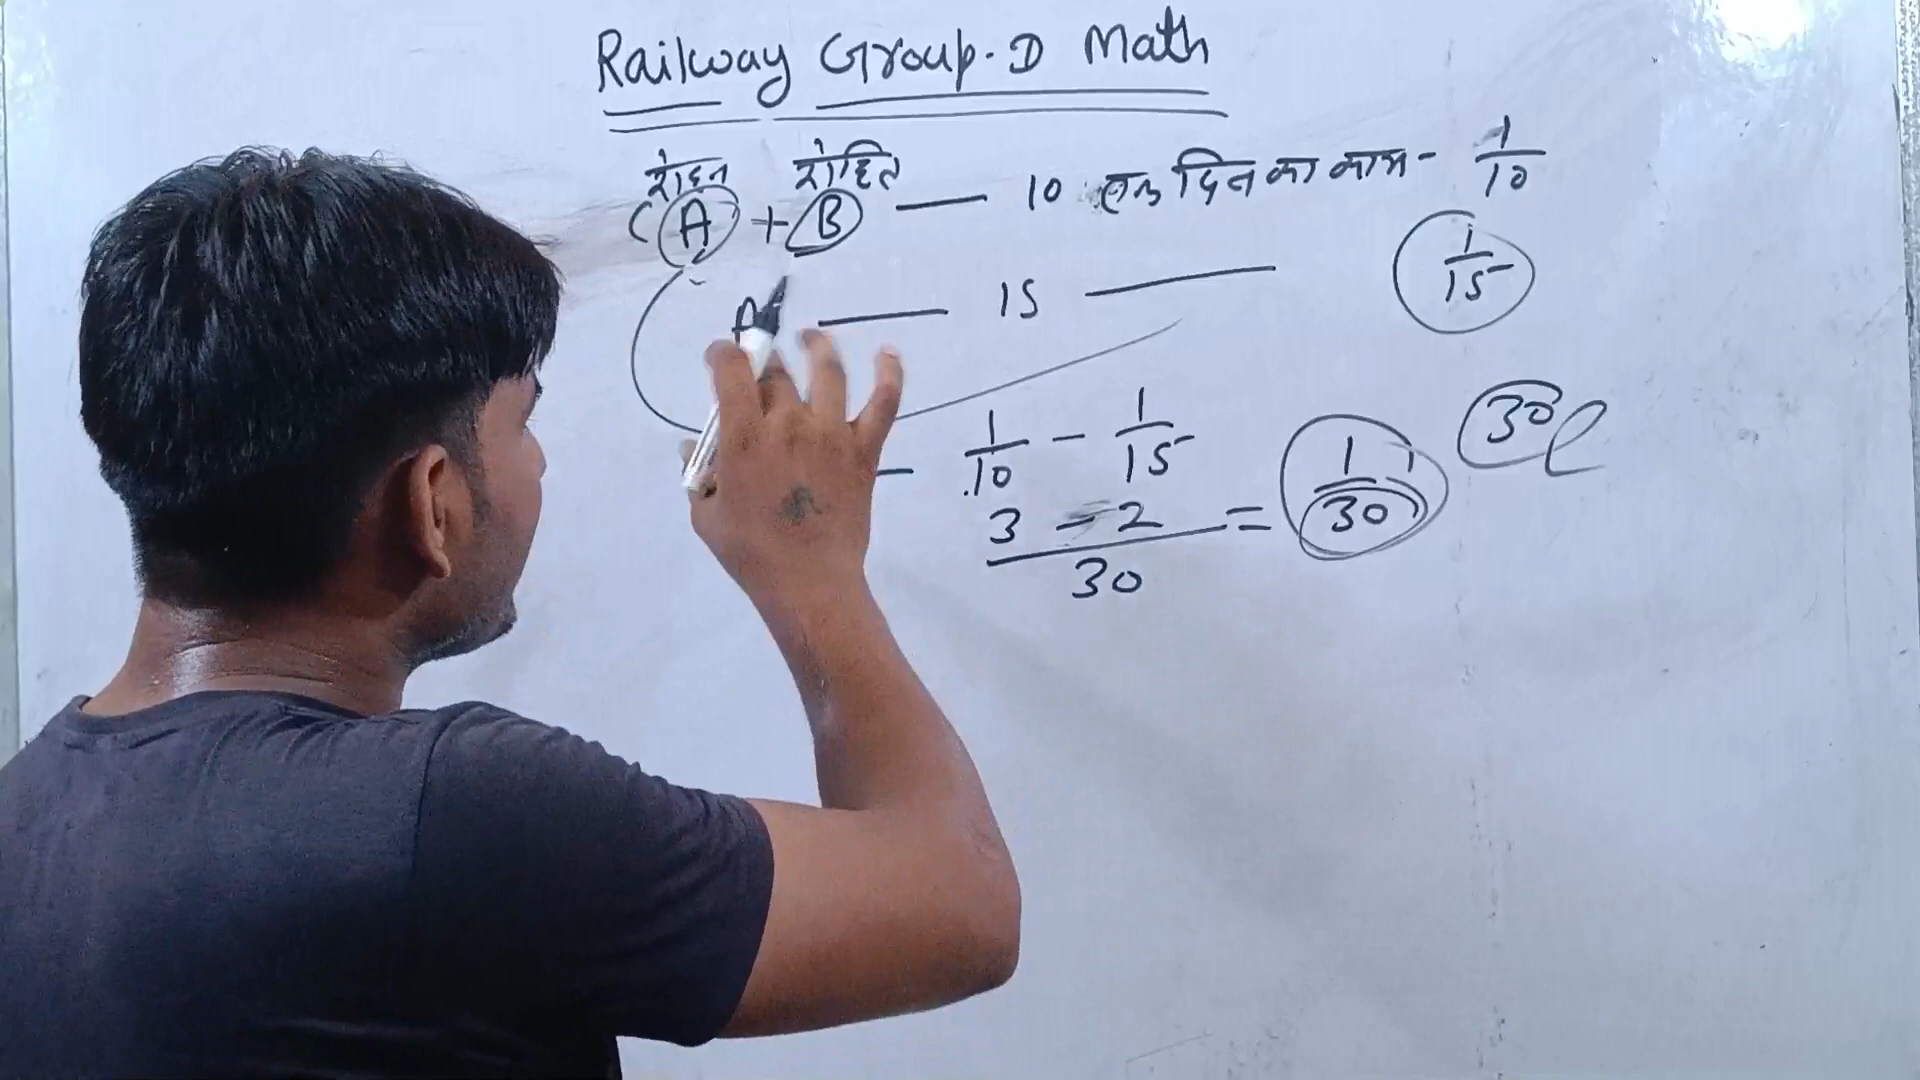 Railway Group-D Math
रोहन रोहित
(A + B — 10 एक दिन का काम - 1/10
A — 15 — 1/15
- 1/10 - 1/15
3 - 2 / 30 = 1/30 30